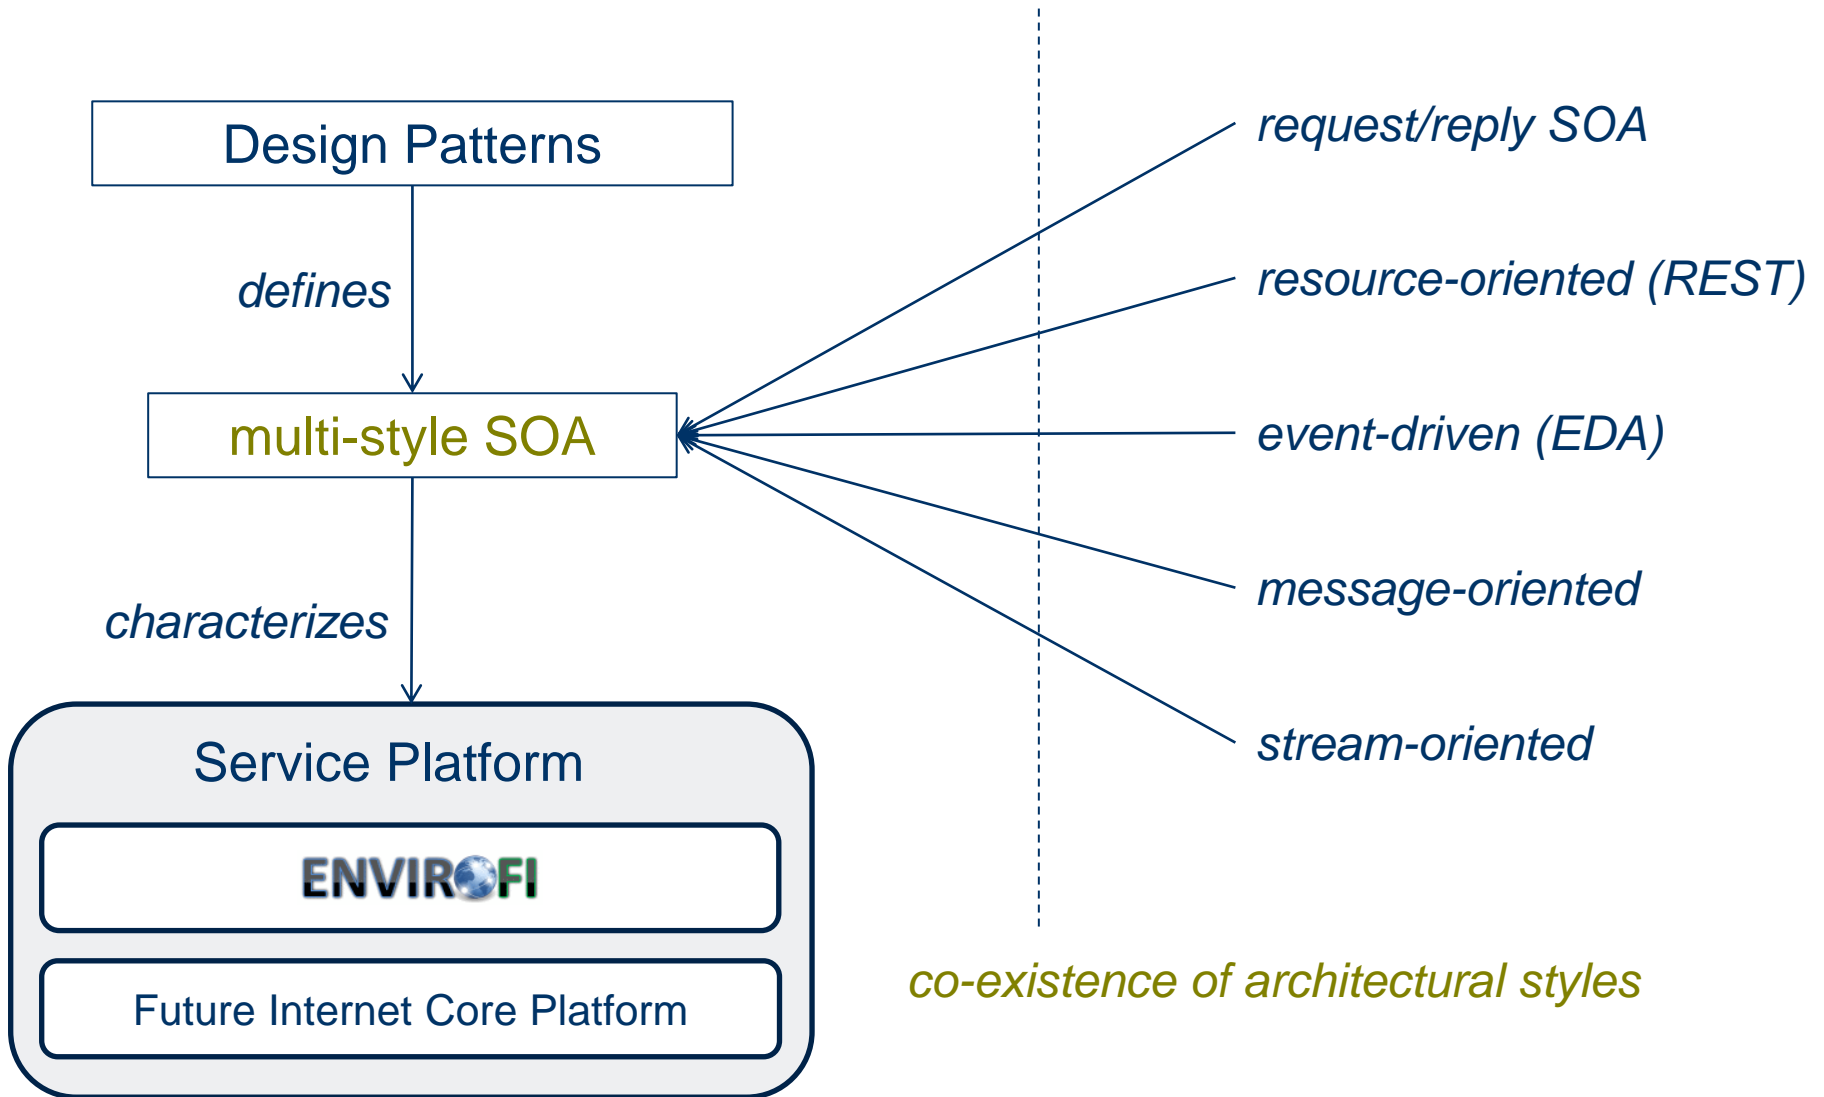 Design Patterns
defines
multi-style SOA
characterizes
Service Platform
ENVIROFI
Future Internet Core Platform
request/reply SOA
resource-oriented (REST)
event-driven (EDA)
message-oriented
stream-oriented
co-existence of architectural styles